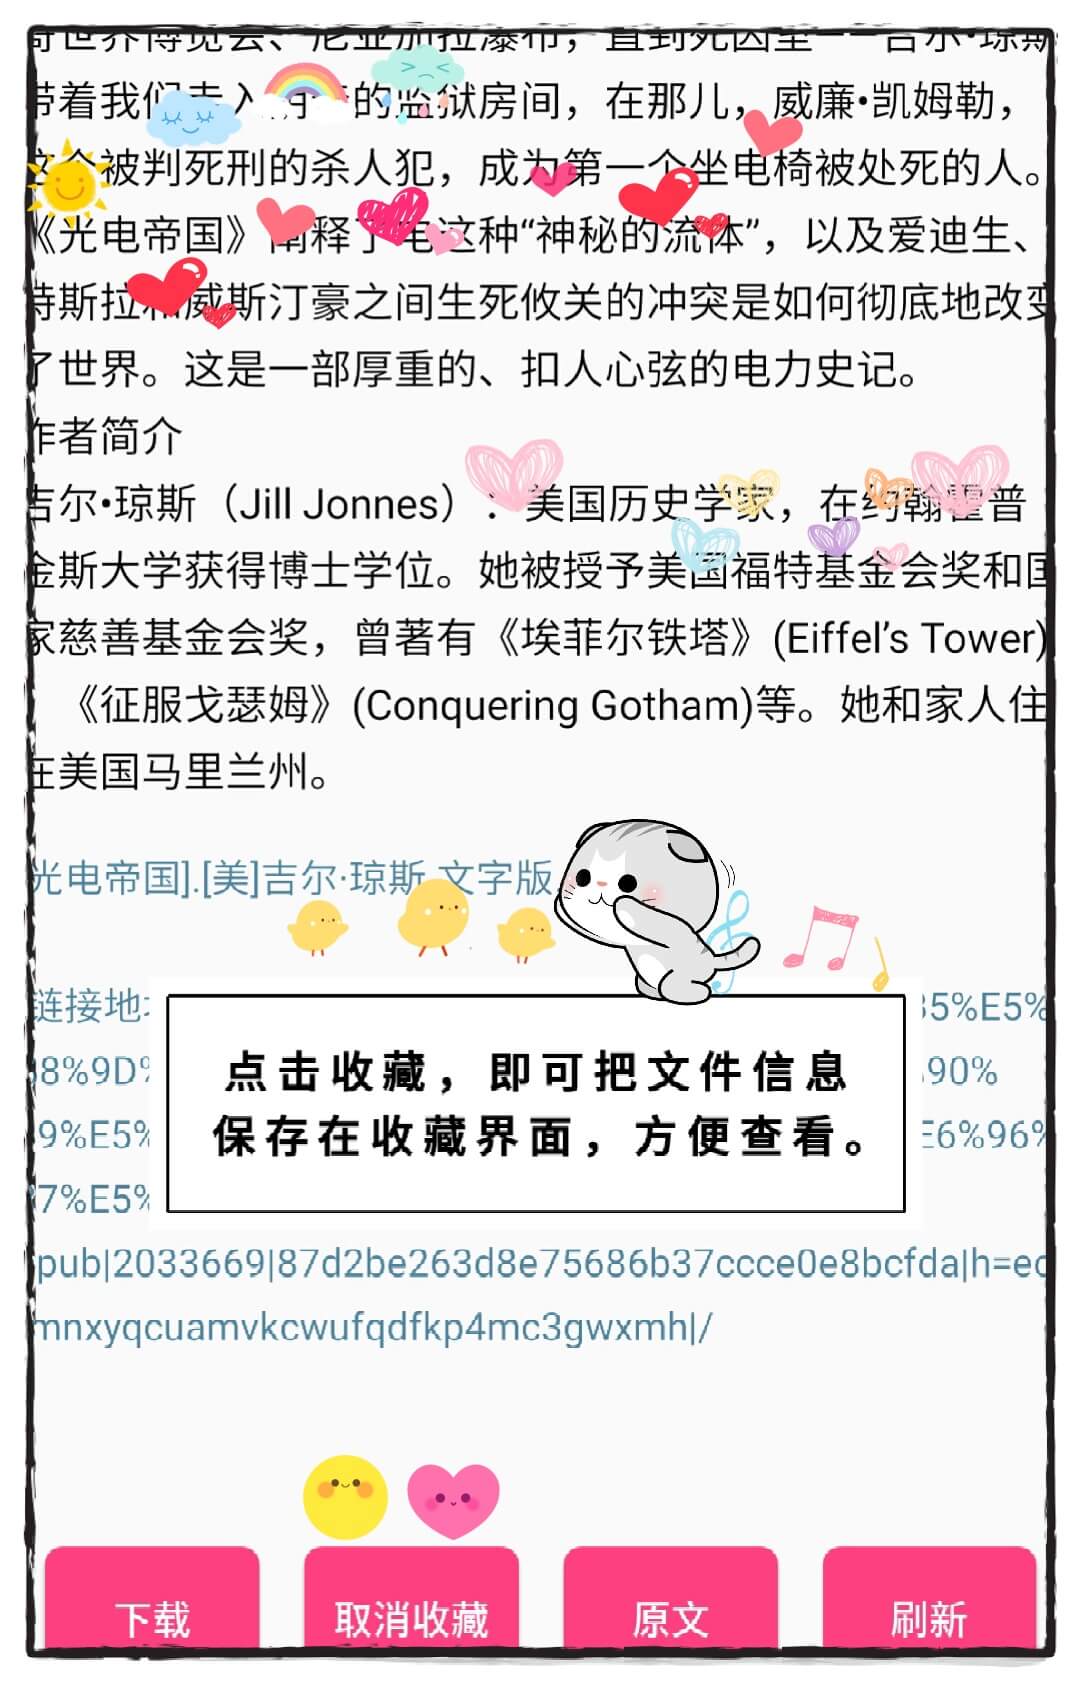 奇世界博览会、尼亚加拉瀑布，直到死囚室——吉尔•琼斯
带着我们走入阴森的监狱房间，在那儿，威廉•凯姆勒，
这个被判死刑的杀人犯，成为第一个坐电椅被处死的人。
《光电帝国》阐释了电这种“神秘的流体”，以及爱迪生、
特斯拉和威斯汀豪之间生死攸关的冲突是如何彻底地改变
了世界。这是一部厚重的、扣人心弦的电力史记。
作者简介
吉尔•琼斯（Jill Jonnes）：美国历史学家，在约翰霍普
金斯大学获得博士学位。她被授予美国福特基金会奖和国
家慈善基金会奖，曾著有《埃菲尔铁塔》(Eiffel’s Tower)
《征服戈瑟姆》(Conquering Gotham)等。她和家人住
在美国马里兰州。
光电帝国].[美]吉尔·琼斯.文字版
链接地 35%E5%
8%9D% 90%
9%E5% E6%96%
7%E5%
点击收藏，即可把文件信息
保存在收藏界面，方便查看。
pub|2033669|87d2be263d8e75686b37ccce0e8bcfda|h=ec
mnxyqcuamvkcwufqdfkp4mc3gwxmh|/
下载 取消收藏 原文 刷新